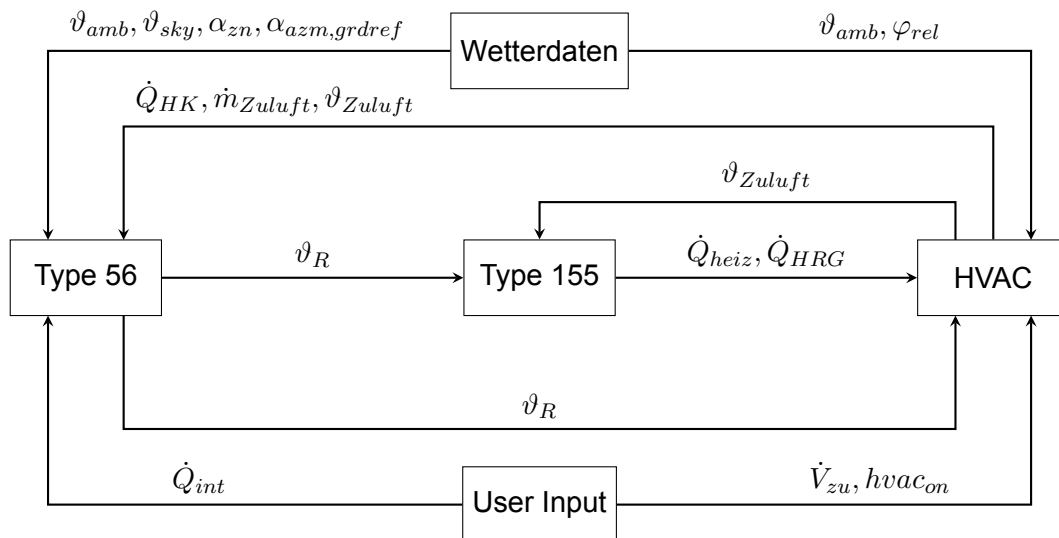 ϑ_amb, ϑ_sky, α_zn, α_azm,grdref
Wetterdaten
ϑ_amb, φ_rel
Q̇_HK, ṁ_Zuluft, ϑ_Zuluft
ϑ_Zuluft
Type 56
ϑ_R
Type 155
Q̇_heiz, Q̇_HRG
HVAC
ϑ_R
Q̇_int
User Input
V̇_zu, hvac_on